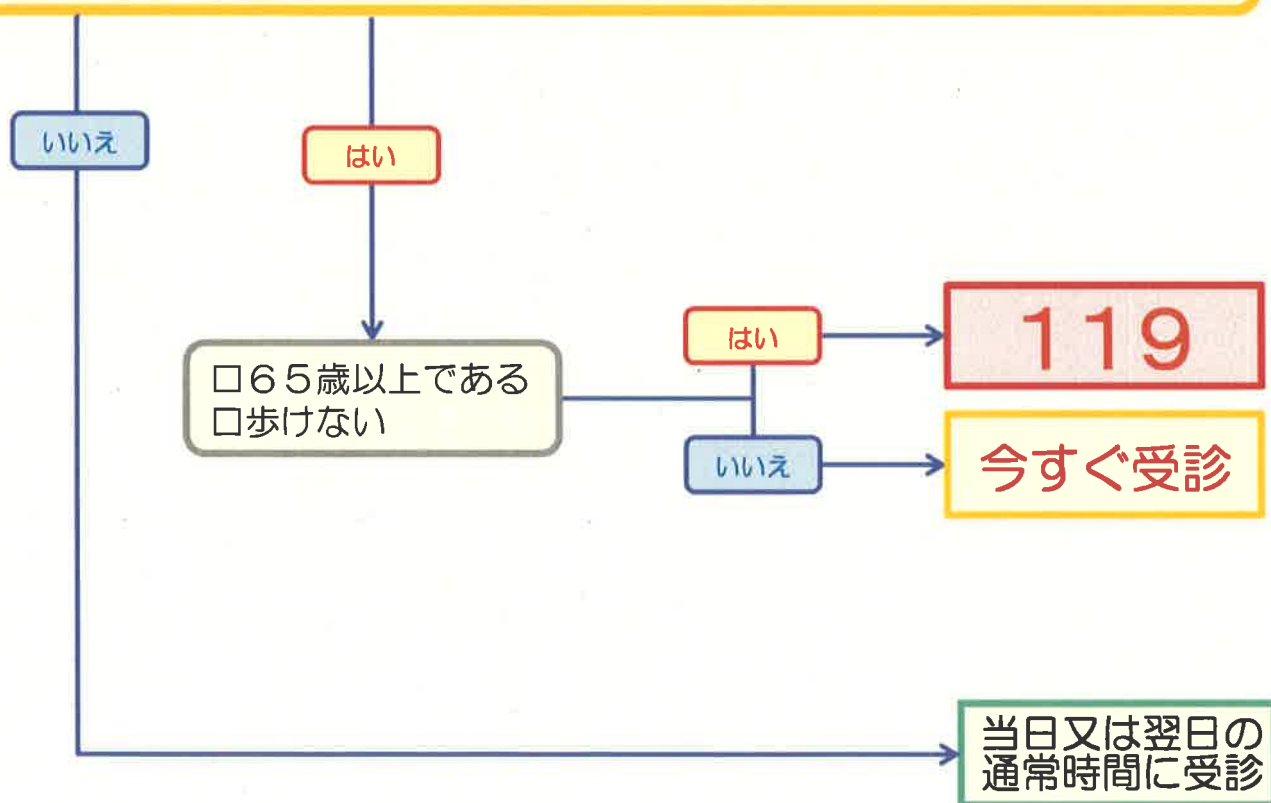 いいえ
はい
□６５歳以上である
□歩けない
はい
１１９
いいえ
今すぐ受診
当日又は翌日の
通常時間に受診